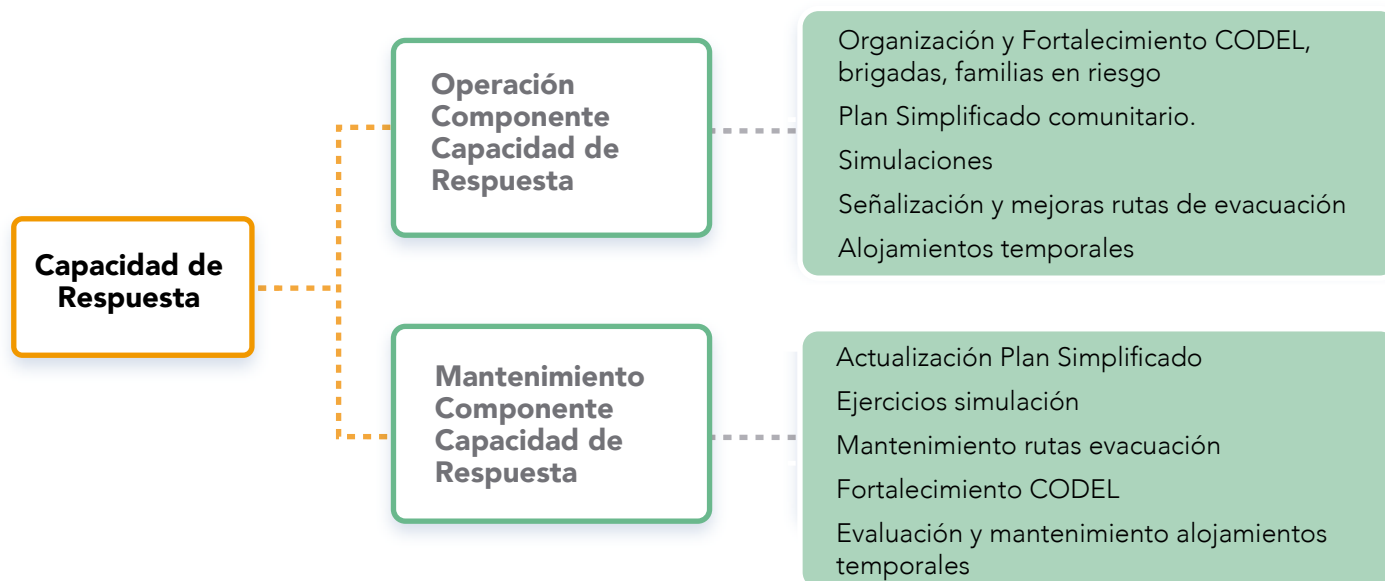 Capacidad de
Respuesta
Operación
Componente
Capacidad de
Respuesta
Organización y Fortalecimiento CODEL,
brigadas, familias en riesgo
Plan Simplificado comunitario.
Simulaciones
Señalización y mejoras rutas de evacuación
Alojamientos temporales
Mantenimiento
Componente
Capacidad de
Respuesta
Actualización Plan Simplificado
Ejercicios simulación
Mantenimiento rutas evacuación
Fortalecimiento CODEL
Evaluación y mantenimiento alojamientos
temporales